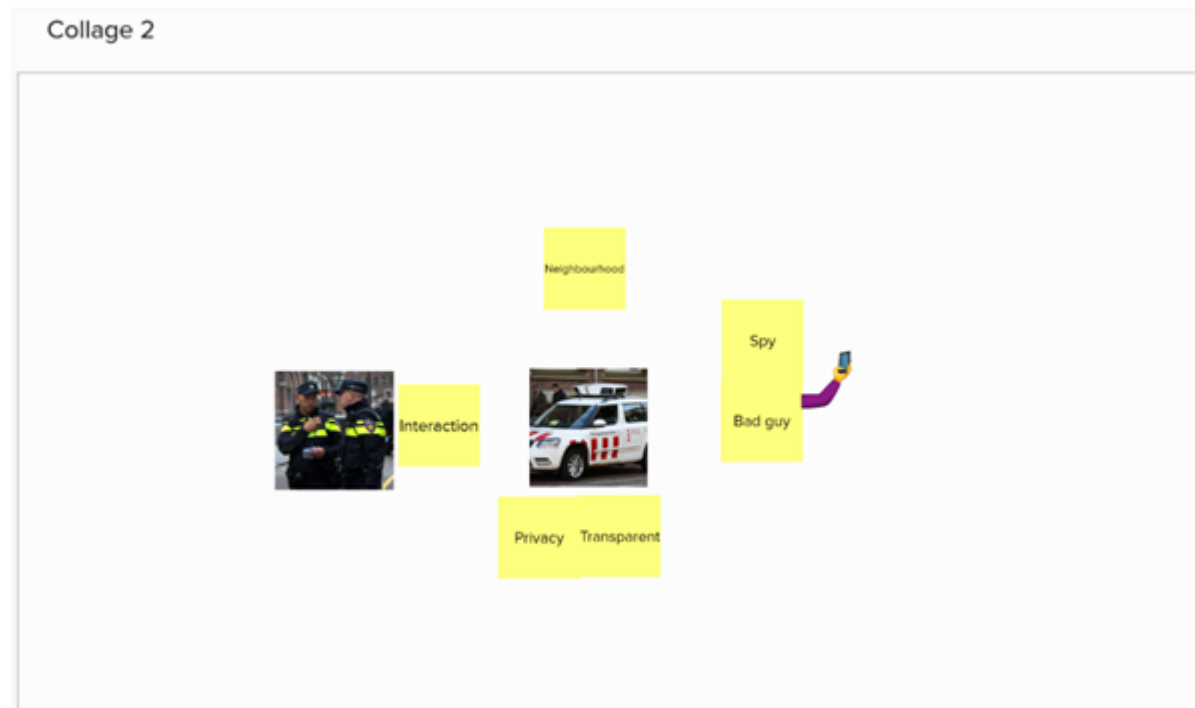 Collage 2
Neighbourhood
Spy
Interaction
Bad guy
Privacy
Transparent